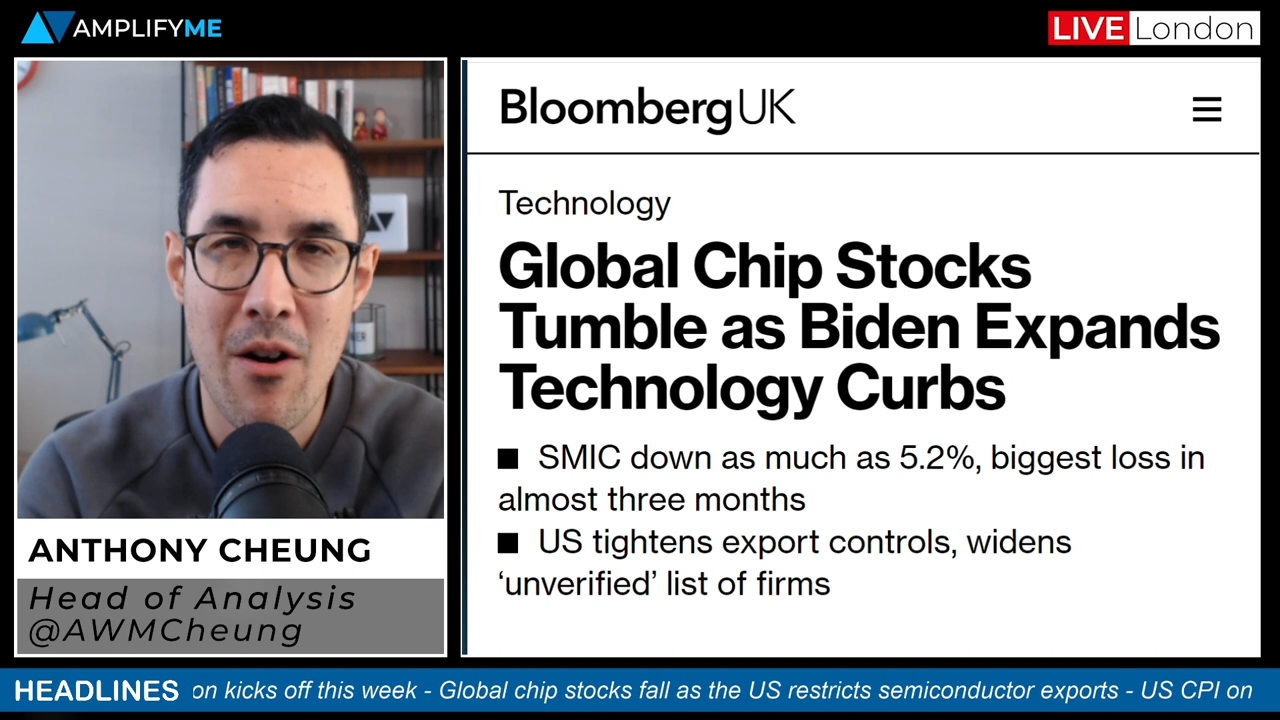 AMPLIFYME
LIVE London
Bloomberg UK
Technology
Global Chip Stocks
Tumble as Biden Expands
Technology Curbs
■ SMIC down as much as 5.2%, biggest loss in
almost three months
■ US tightens export controls, widens
‘unverified’ list of firms
ANTHONY CHEUNG
Head of Analysis
@AWMCheung
HEADLINES on kicks off this week - Global chip stocks fall as the US restricts semiconductor exports - US CPI on